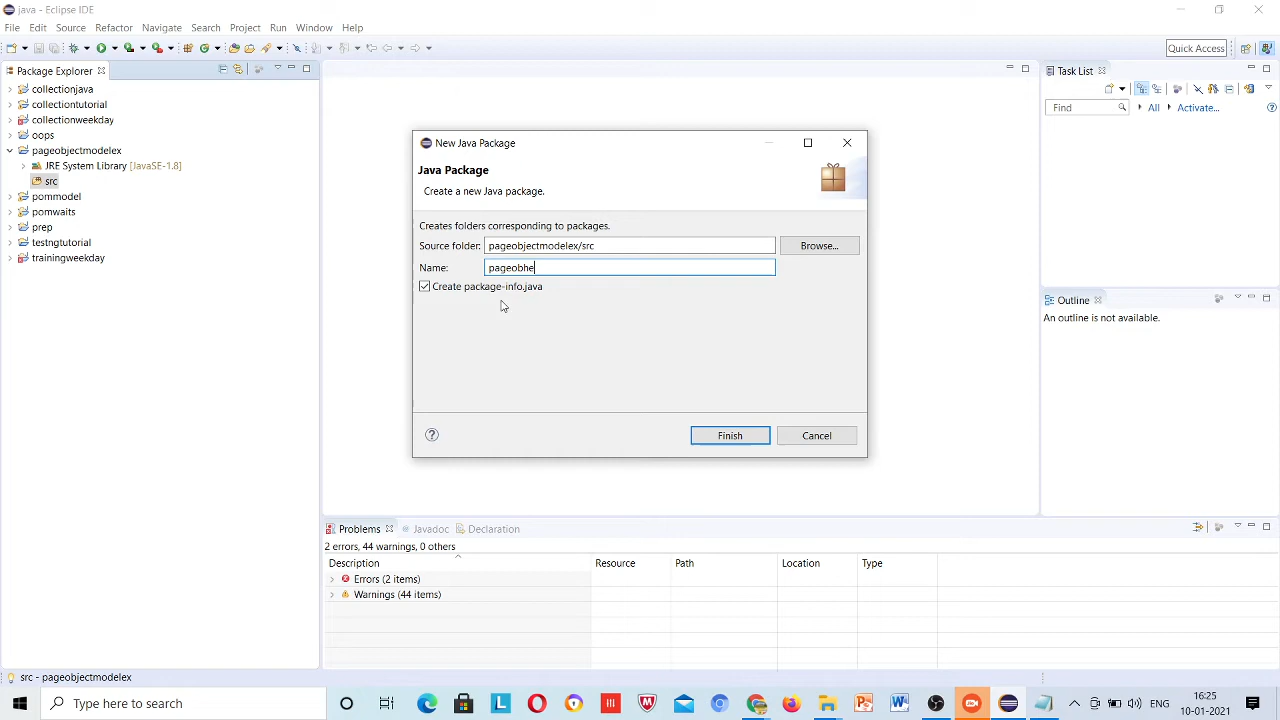 java - Eclipse IDE
File Edit Source Refactor Navigate Search Project Run Window Help
Quick Access
Package Explorer
collectionjava
collectiontutorial
collectionweekday
oops
pageobjectmodelex
JRE System Library [JavaSE-1.8]
src
pommodel
pomwaits
prep
testngtutorial
trainingweekday
New Java Package
Java Package
Create a new Java package.
Creates folders corresponding to packages.
Source folder: pageobjectmodelex/src Browse...
Name: pageobhe
Create package-info.java
Finish Cancel
Task List
Find All Activate...
Outline
An outline is not available.
Problems Javadoc Declaration
2 errors, 44 warnings, 0 others
Description Resource Path Location Type
Errors (2 items)
Warnings (44 items)
src - pageobjectmodelex
Type here to search
ENG
16:25
10-01-2021